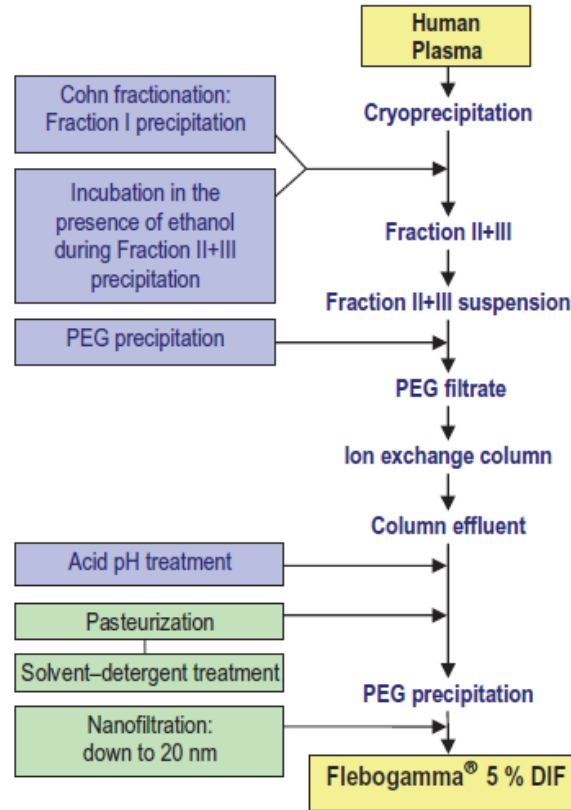 Human
Plasma
Cohn fractionation:
Fraction I precipitation
Cryoprecipitation
Incubation in the
presence of ethanol
during Fraction II+III
precipitation
Fraction II+III
Fraction II+III suspension
PEG precipitation
PEG filtrate
Ion exchange column
Column effluent
Acid pH treatment
Pasteurization
Solvent–detergent treatment
PEG precipitation
Nanofiltration:
down to 20 nm
Flebogamma® 5 % DIF